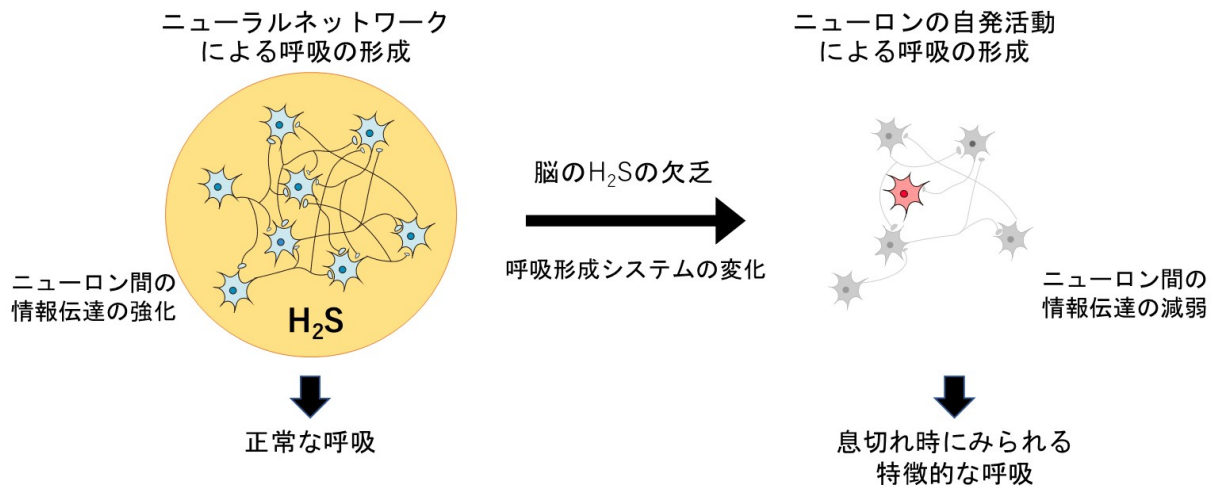 ニューラルネットワーク
による呼吸の形成
ニューロン間の
情報伝達の強化
H₂S
正常な呼吸
脳のH₂Sの欠乏
呼吸形成システムの変化
ニューロンの自発活動
による呼吸の形成
ニューロン間の
情報伝達の減弱
息切れ時にみられる
特徴的な呼吸